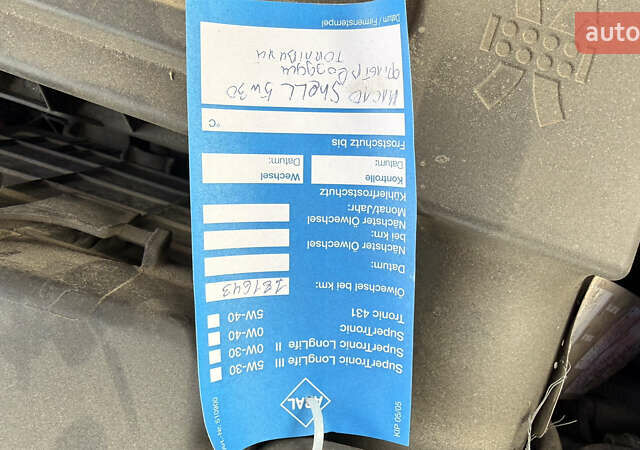 auto
ARAL
KIP 05/05
SuperTronic LongLife III 5W-30
SuperTronic LongLife II 0W-30
SuperTronic 0W-40
Tronic 431 5W-40
Ölwechsel bei km: 181643
Datum:
Nächster Ölwechsel
bei km:
Nächster Ölwechsel
Monat/Jahr:
Kühlerfrostschutz
Kontrolle Wechsel
Datum: Datum:
Frostschutz bis
°C
масло Shell 5w30
Datum / Firmenstempel